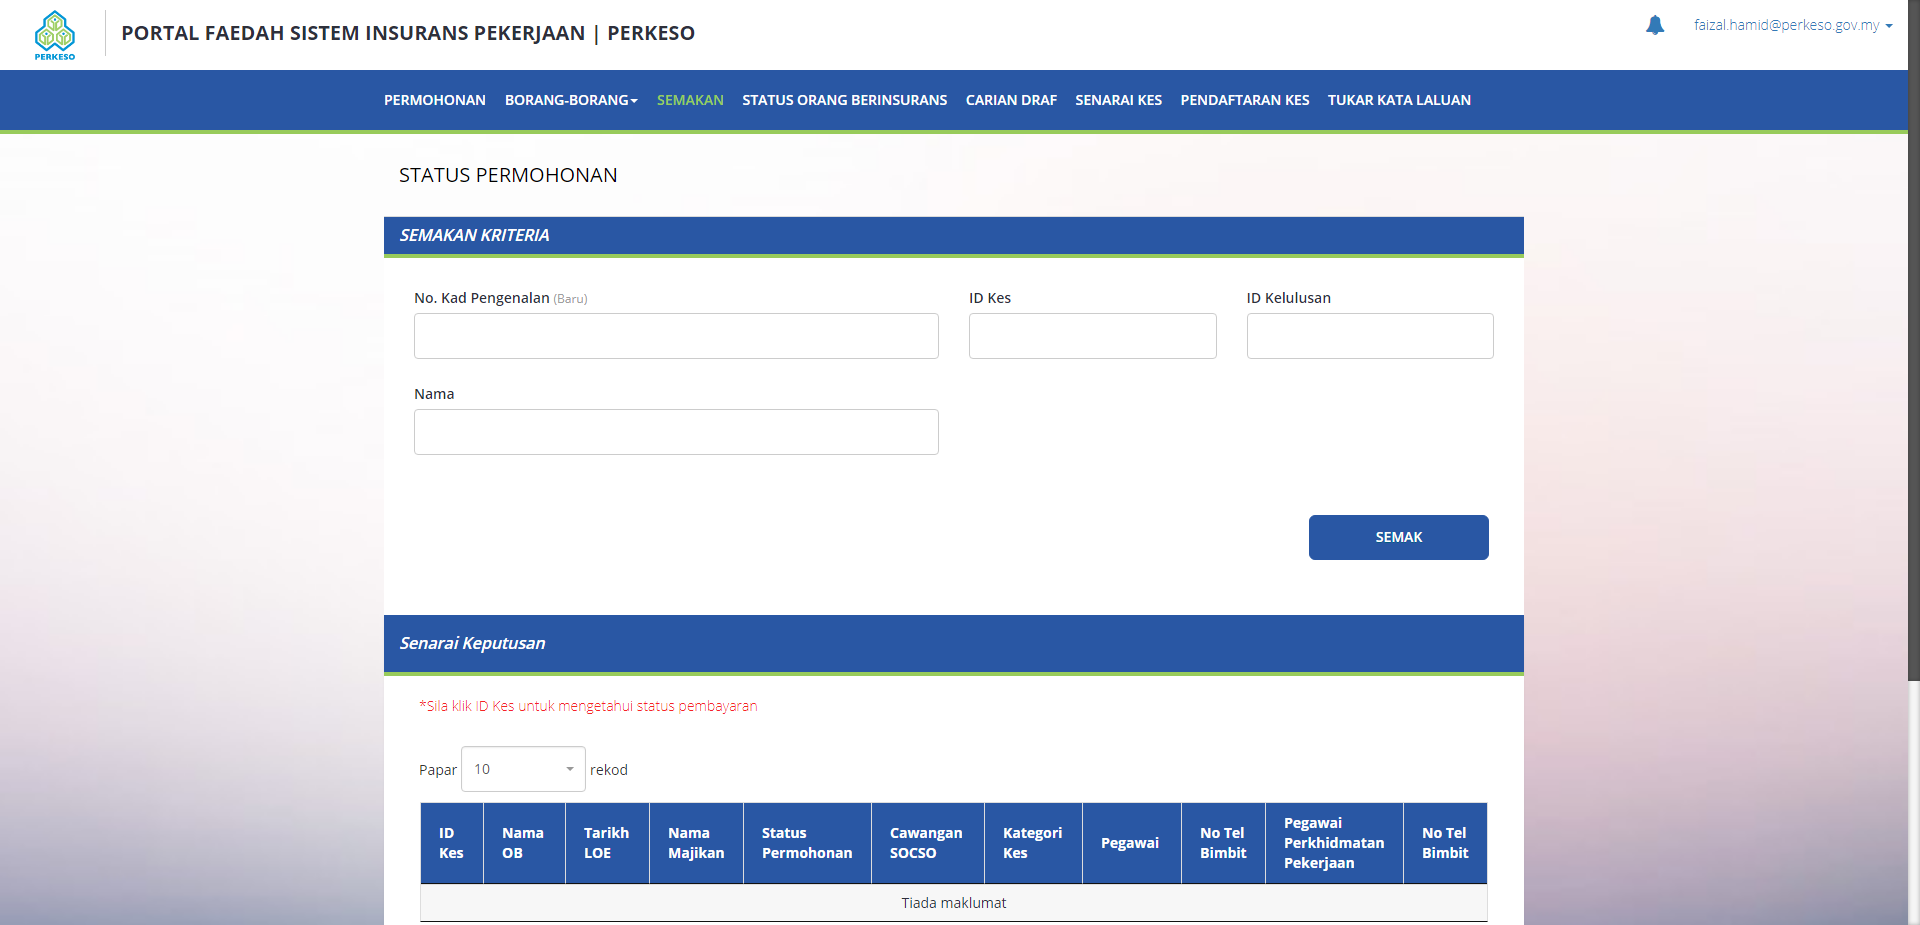 PERKESO
PORTAL FAEDAH SISTEM INSURANS PEKERJAAN | PERKESO
faizal.hamid@perkeso.gov.my
PERMOHONAN BORANG-BORANG SEMAKAN STATUS ORANG BERINSURANS CARIAN DRAF SENARAI KES PENDAFTARAN KES TUKAR KATA LALUAN
STATUS PERMOHONAN
SEMAKAN KRITERIA
No. Kad Pengenalan (Baru) ID Kes ID Kelulusan
Nama
SEMAK
Senarai Keputusan
*Sila klik ID Kes untuk mengetahui status pembayaran
Papar 10 rekod
ID Kes
Nama OB
Tarikh LOE
Nama Majikan
Status Permohonan
Cawangan SOCSO
Kategori Kes
Pegawai
No Tel Bimbit
Pegawai Perkhidmatan Pekerjaan
No Tel Bimbit
Tiada maklumat